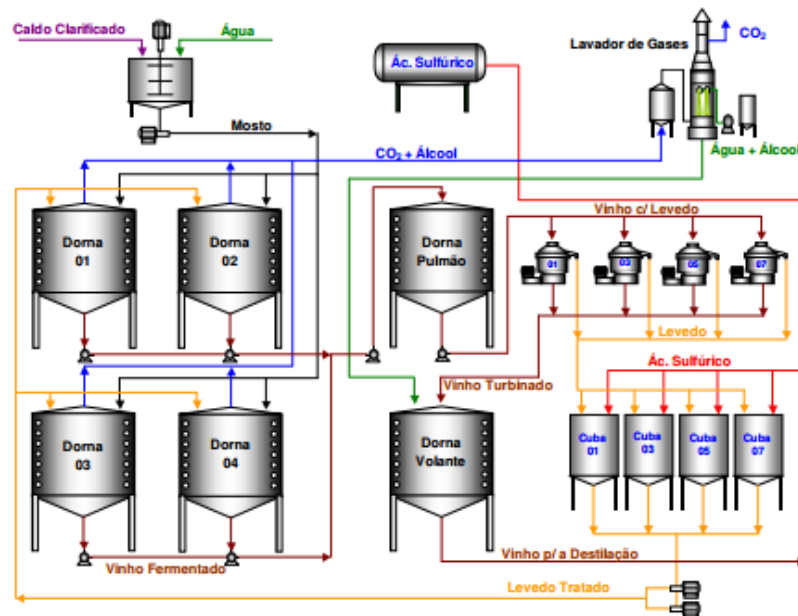 Caldo Clarificado
Água
Ác. Sulfúrico
Lavador de Gases
CO₂
Mosto
CO₂ + Álcool
Água + Álcool
Dorna
01
Dorna
02
Dorna
Pulmão
Vinho c/ Levedo
01
03
05
07
Levedo
Ác. Sulfúrico
Vinho Turbinado
Dorna
03
Dorna
04
Dorna
Volante
Cuba
01
Cuba
03
Cuba
05
Cuba
07
Vinho Fermentado
Vinho p/ a Destilação
Levedo Tratado